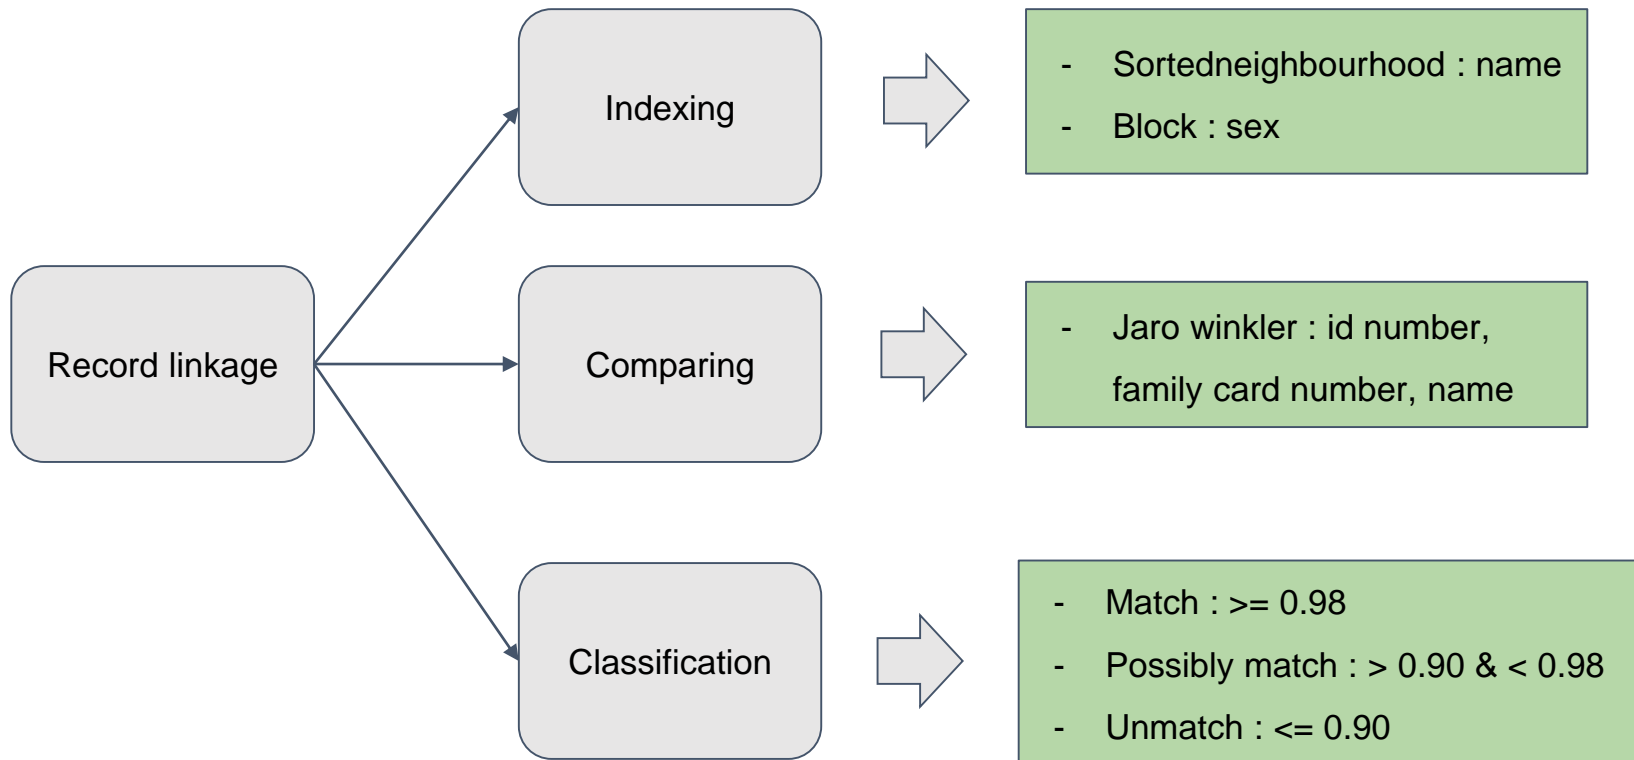 Record linkage
Indexing
- Sortedneighbourhood : name
- Block : sex
Comparing
- Jaro winkler : id number,
family card number, name
Classification
- Match : >= 0.98
- Possibly match : > 0.90 & < 0.98
- Unmatch : <= 0.90